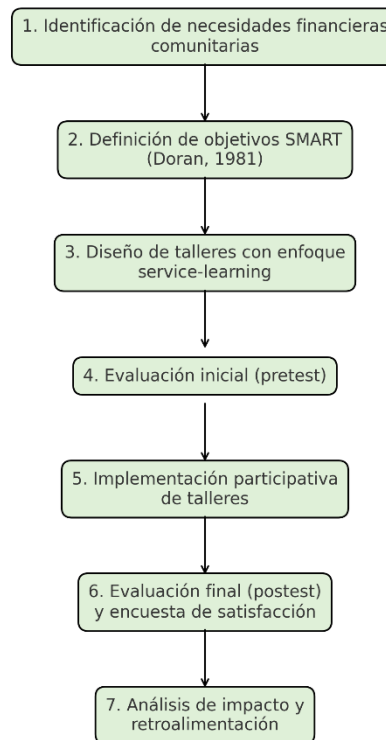 1. Identificación de necesidades financieras
comunitarias
2. Definición de objetivos SMART
(Doran, 1981)
3. Diseño de talleres con enfoque
service-learning
4. Evaluación inicial (pretest)
5. Implementación participativa
de talleres
6. Evaluación final (postest)
y encuesta de satisfacción
7. Análisis de impacto y
retroalimentación